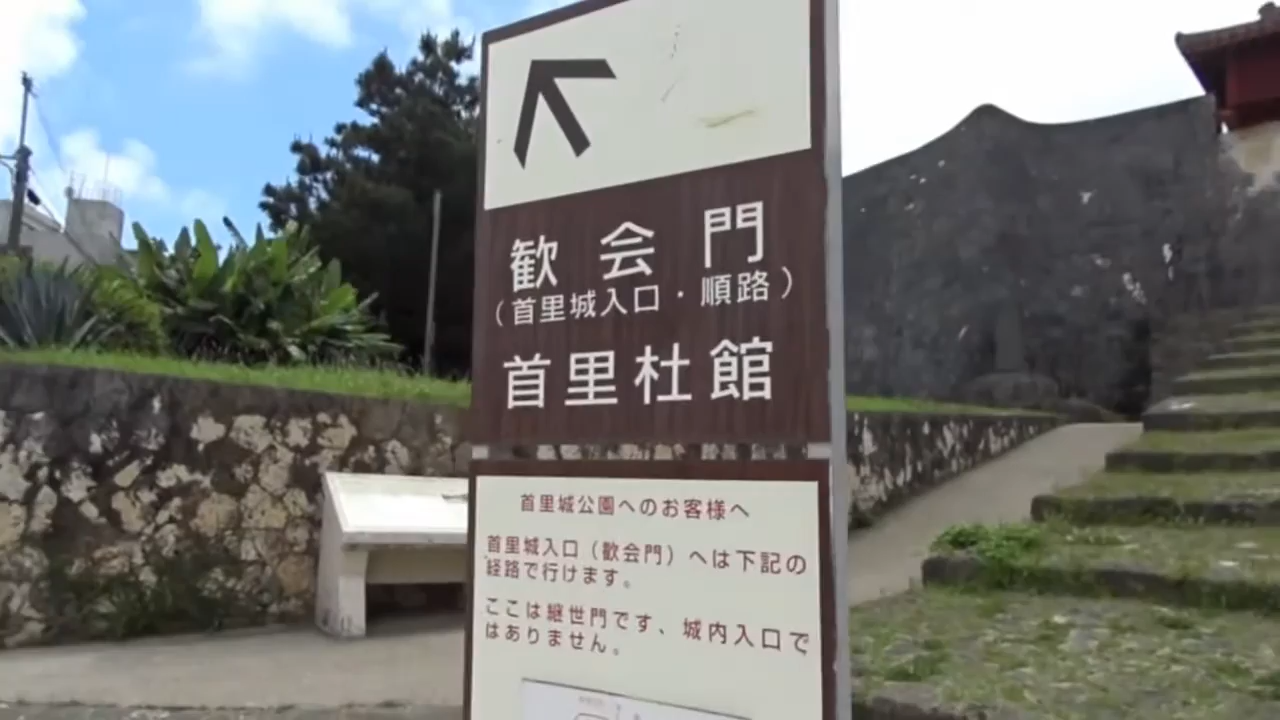 歓会門
（首里城入口・順路）
首里杜館
首里城公園へのお客様へ
首里城入口（歓会門）へは下記の
経路で行けます。
ここは継世門です、城内入口で
はありません。